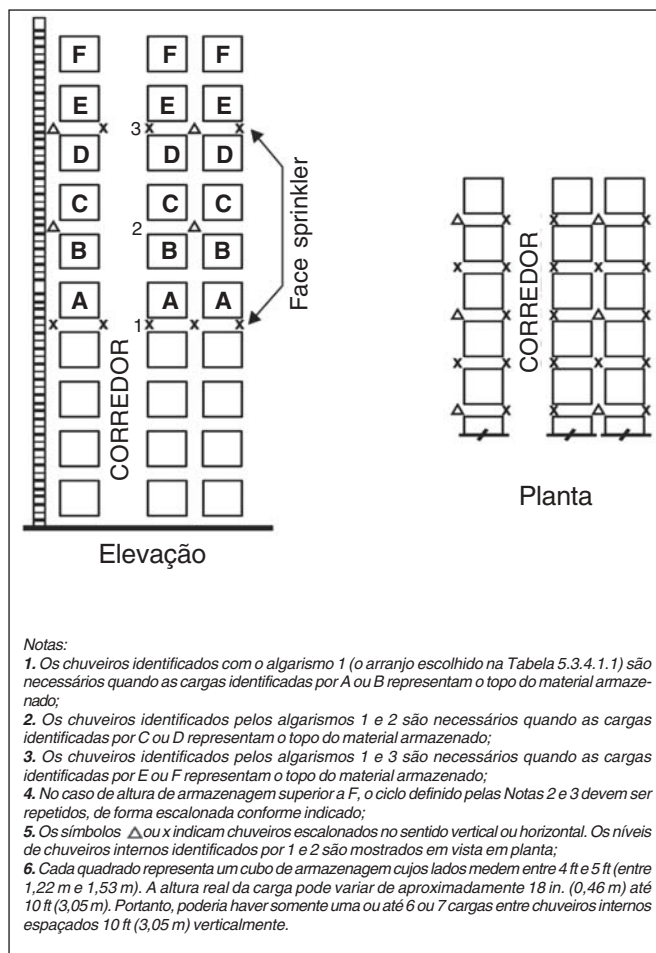 F F F
E E E
3
D D D
C C C
2
B B B
A A A
1
CORREDOR
Face sprinkler
CORREDOR
Elevação
Planta
Notas:
1. Os chuveiros identificados com o algarismo 1 (o arranjo escolhido na Tabela 5.3.4.1.1) são
necessários quando as cargas identificadas por A ou B representam o topo do material armaze-
nado;
2. Os chuveiros identificados pelos algarismos 1 e 2 são necessários quando as cargas
identificadas por C ou D representam o topo do material armazenado;
3. Os chuveiros identificados pelos algarismos 1 e 3 são necessários quando as cargas
identificadas por E ou F representam o topo do material armazenado;
4. No caso de altura de armazenagem superior a F, o ciclo definido pelas Notas 2 e 3 devem ser
repetidos, de forma escalonada conforme indicado;
5. Os símbolos △ ou x indicam chuveiros escalonados no sentido vertical ou horizontal. Os níveis
de chuveiros internos identificados por 1 e 2 são mostrados em vista em planta;
6. Cada quadrado representa um cubo de armazenagem cujos lados medem entre 4 ft e 5 ft (entre
1,22 m e 1,53 m). A altura real da carga pode variar de aproximadamente 18 in. (0,46 m) até
10 ft (3,05 m). Portanto, poderia haver somente uma ou até 6 ou 7 cargas entre chuveiros internos
espaçados 10 ft (3,05 m) verticalmente.